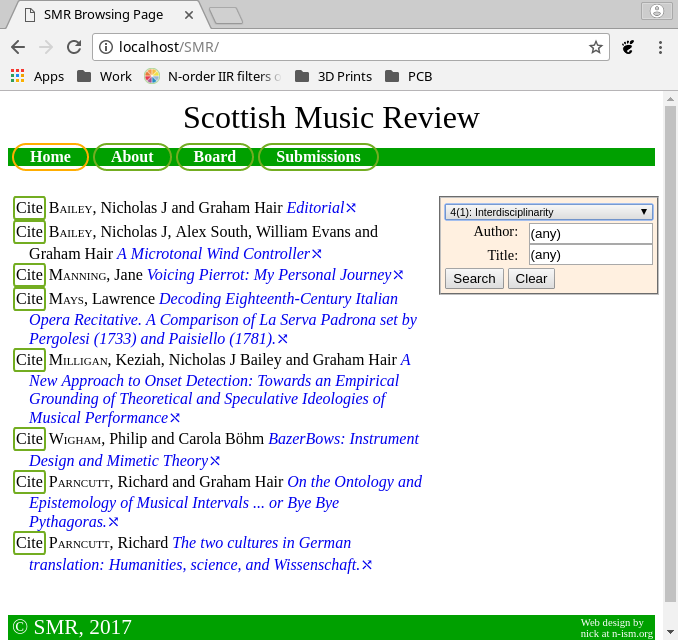 SMR Browsing Page
localhost/SMR/
Apps Work N-order IIR filters 3D Prints PCB
Scottish Music Review
Home About Board Submissions
Cite BAILEY, Nicholas J and Graham Hair Editorial
Cite BAILEY, Nicholas J, Alex South, William Evans and
Graham Hair A Microtonal Wind Controller
Cite MANNING, Jane Voicing Pierrot: My Personal Journey
Cite MAYS, Lawrence Decoding Eighteenth-Century Italian
Opera Recitative. A Comparison of La Serva Padrona set by
Pergolesi (1733) and Paisiello (1781).
Cite MILLIGAN, Keziah, Nicholas J Bailey and Graham Hair A
New Approach to Onset Detection: Towards an Empirical
Grounding of Theoretical and Speculative Ideologies of
Musical Performance
Cite WIGHAM, Philip and Carola Böhm BazerBows: Instrument
Design and Mimetic Theory
Cite PARNCUTT, Richard and Graham Hair On the Ontology and
Epistemology of Musical Intervals ... or Bye Bye
Pythagoras.
Cite PARNCUTT, Richard The two cultures in German
translation: Humanities, science, and Wissenschaft.
4(1): Interdisciplinarity
Author: (any)
Title: (any)
Search Clear
© SMR, 2017
Web design by
nick at n-ism.org